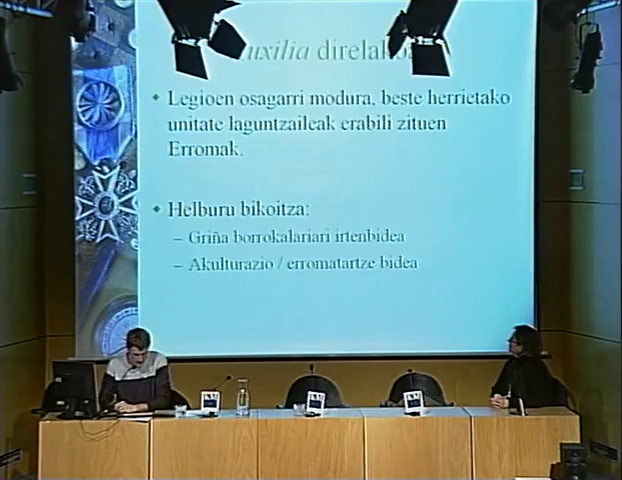 uxilia direlako
Legioen osagarri modura, beste herrietako
unitate laguntzaileak erabili zituen
Erromak.
Helburu bikoitza:
– Griña borrokalariari irtenbidea
– Akulturazio / erromatartze bidea